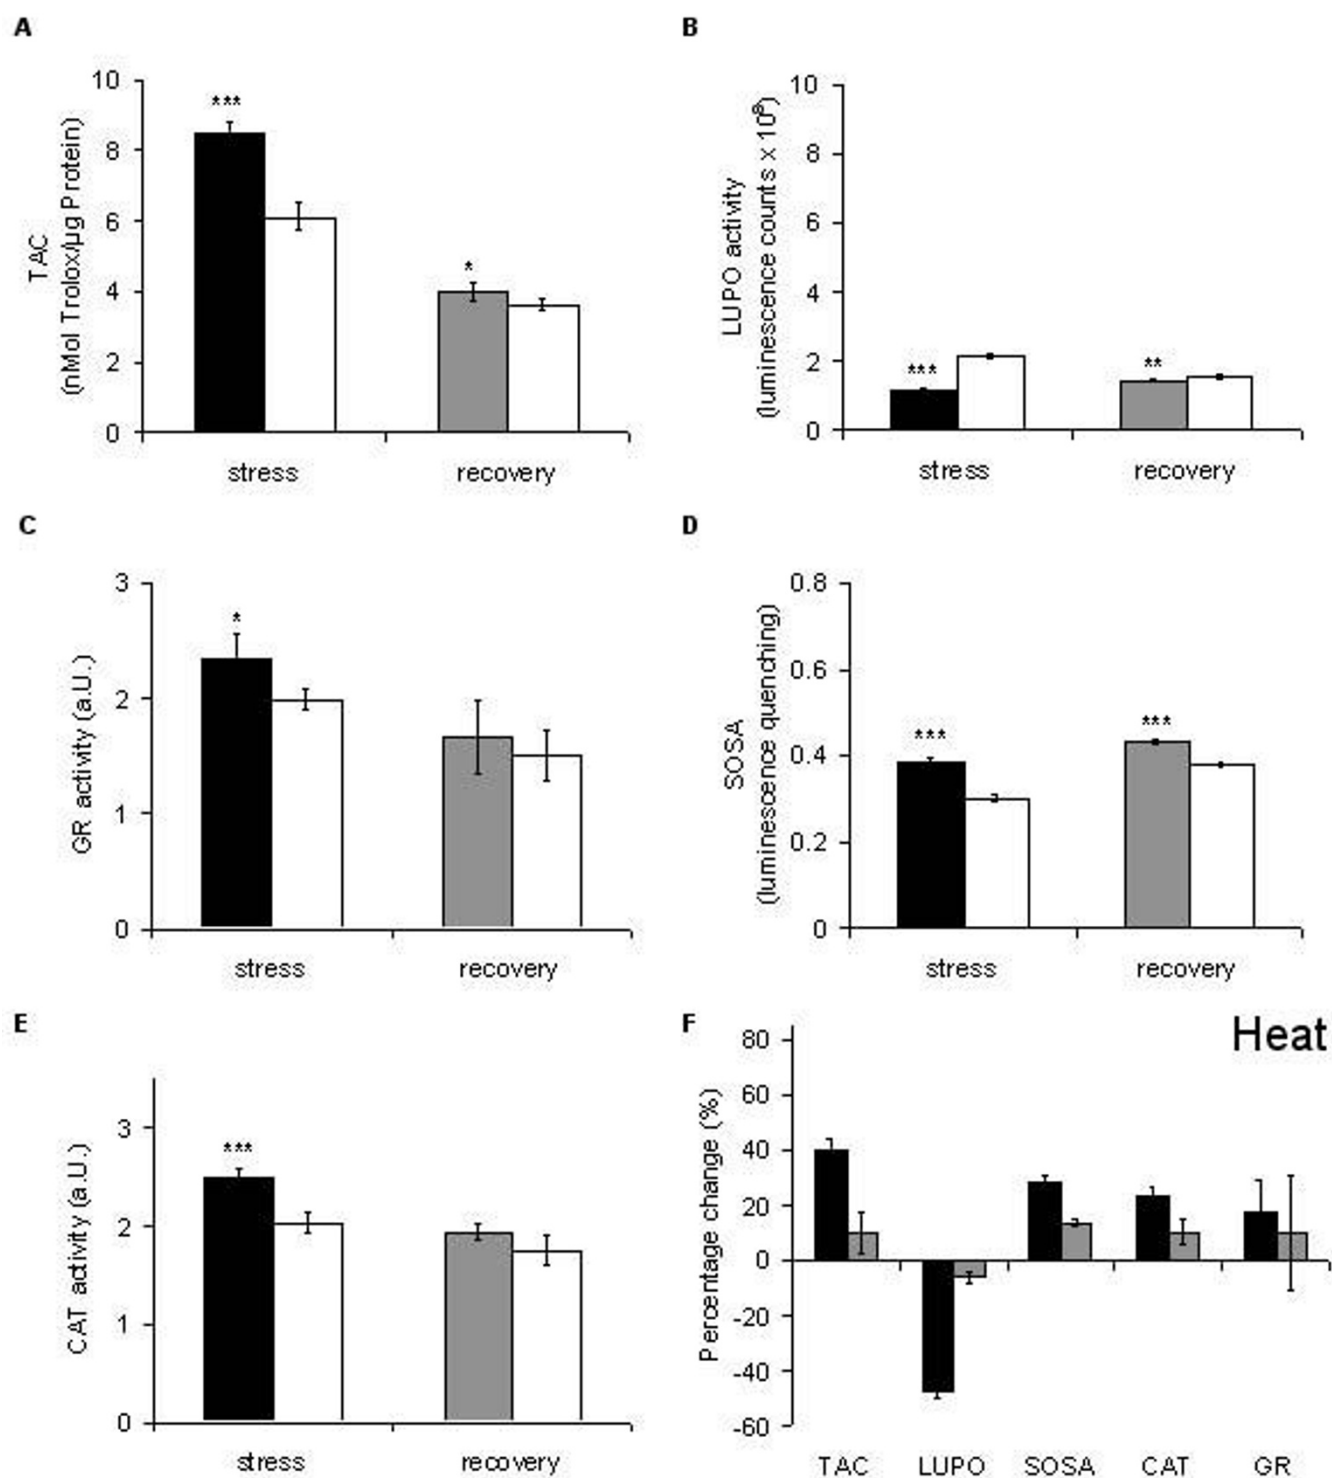 A
TAC
(nMol Trolox/µg Protein)
10
8
6
4
2
0
***
*
stress
recovery
B
LUPO activity
(luminescence counts x 10⁸)
10
8
6
4
2
0
***
**
stress
recovery
C
GR activity (a.U.)
3
2
1
0
*
stress
recovery
D
SOSA
(luminescence quenching)
0.8
0.6
0.4
0.2
0
***
***
stress
recovery
E
CAT activity (a.U.)
3
2
1
0
***
stress
recovery
F
Heat
Percentage change (%)
80
60
40
20
0
-20
-40
-60
TAC
LUPO
SOSA
CAT
GR